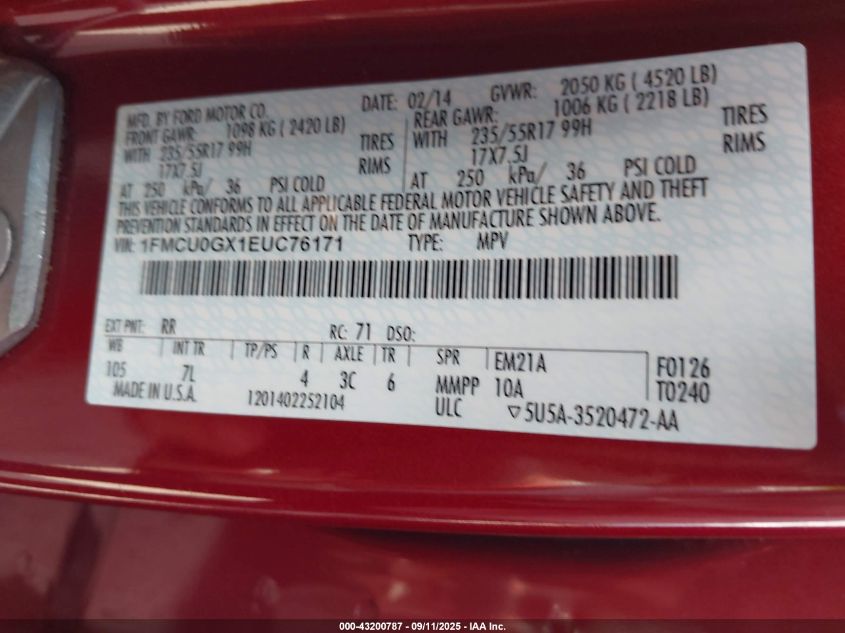 MFD. BY FORD MOTOR CO. DATE: 02/14 GVWR: 2050 KG ( 4520 LB)
FRONT GAWR: 1098 KG ( 2420 LB) REAR GAWR: 1006 KG ( 2218 LB)
WITH 235/55R17 99H TIRES WITH 235/55R17 99H TIRES
17X7.5J RIMS 17X7.5J RIMS
AT 250 kPa/ 36 PSI COLD AT 250 kPa/ 36 PSI COLD
THIS VEHICLE CONFORMS TO ALL APPLICABLE FEDERAL MOTOR VEHICLE SAFETY AND THEFT
PREVENTION STANDARDS IN EFFECT ON THE DATE OF MANUFACTURE SHOWN ABOVE.
VIN: 1FMCU0GX1EUC76171 TYPE: MPV
EXT PNT: RR RC: 71 DSO:
WB INT TR TP/PS R AXLE TR SPR EM21A F0126
105 7L 4 3C 6 MMPP 10A T0240
MADE IN U.S.A. 1201402252104 ULC ▽5U5A-3520472-AA
000-43200787 - 09/11/2025 - IAA Inc.